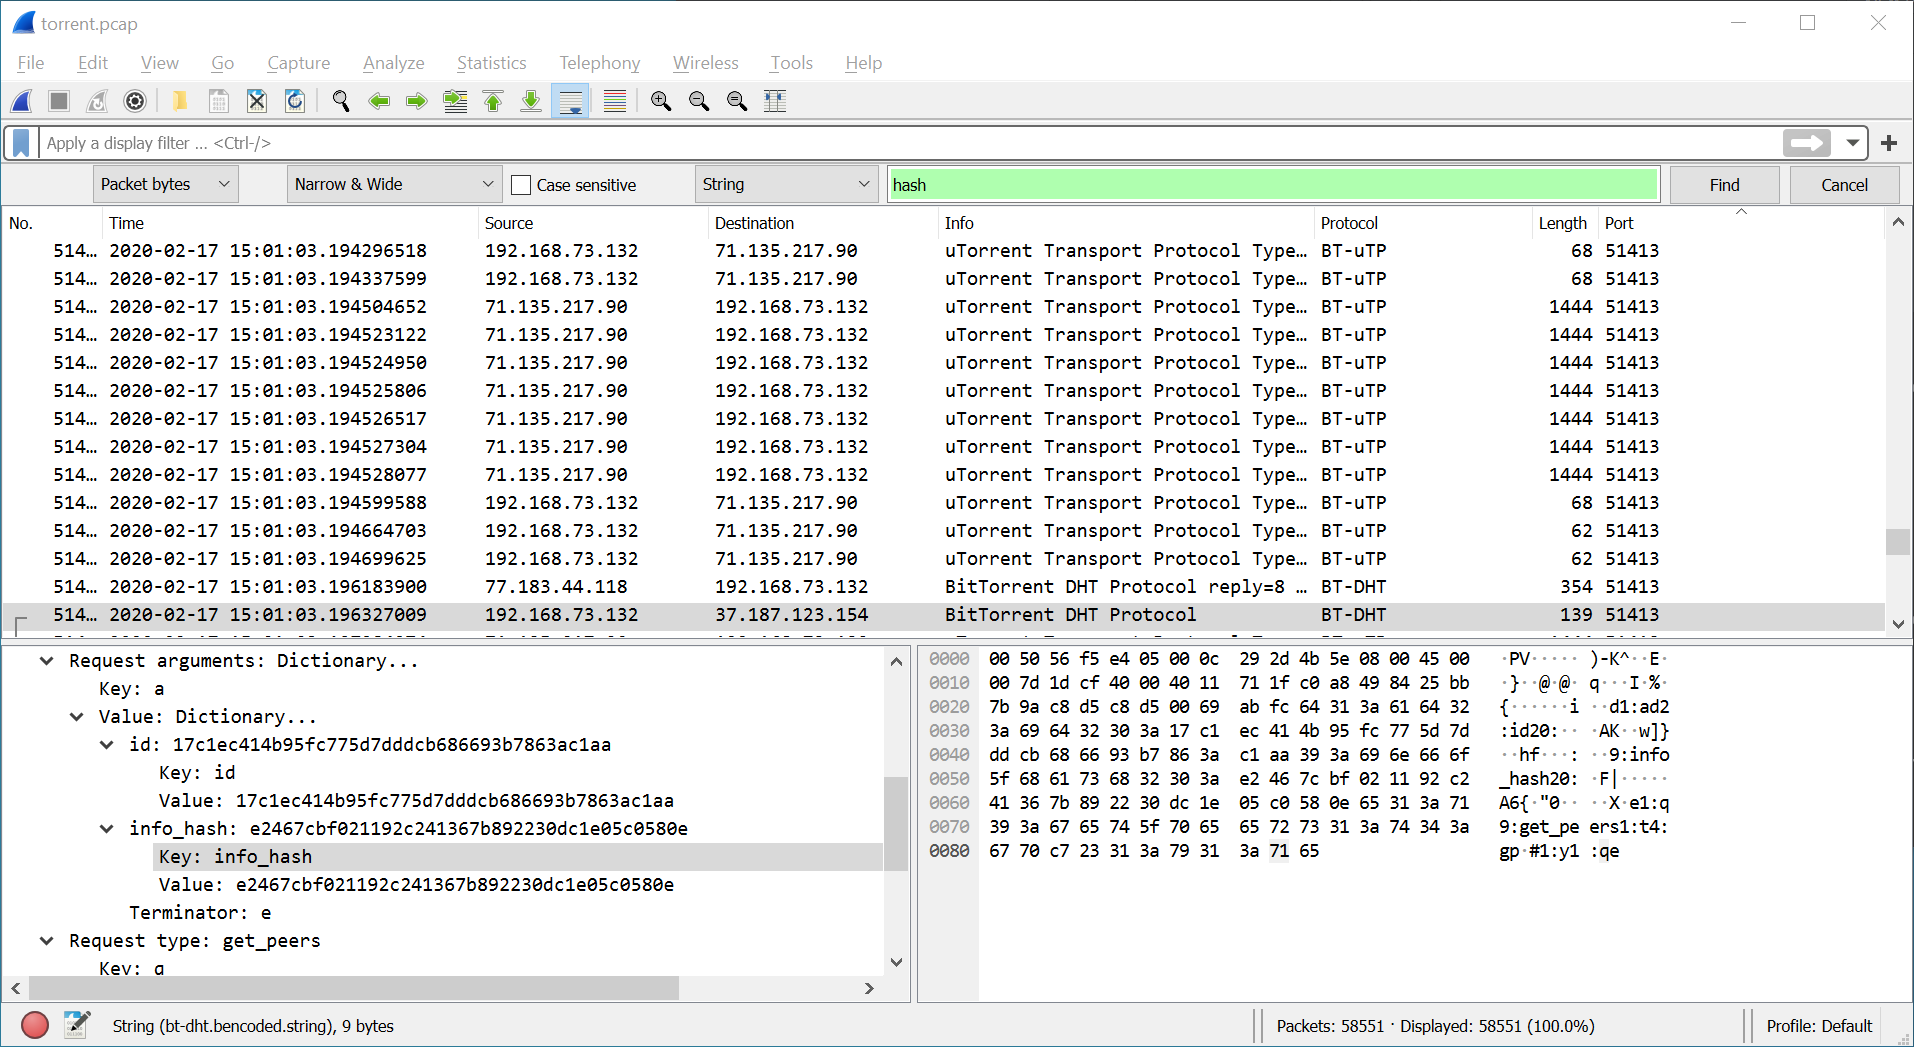 torrent.pcap
File Edit View Go Capture Analyze Statistics Telephony Wireless Tools Help
Apply a display filter ... <Ctrl-/>
Packet bytes Narrow & Wide Case sensitive String hash Find Cancel
No. Time Source Destination Info Protocol Length Port
514... 2020-02-17 15:01:03.194296518 192.168.73.132 71.135.217.90 uTorrent Transport Protocol Type... BT-uTP 68 51413
514... 2020-02-17 15:01:03.194337599 192.168.73.132 71.135.217.90 uTorrent Transport Protocol Type... BT-uTP 68 51413
514... 2020-02-17 15:01:03.194504652 71.135.217.90 192.168.73.132 uTorrent Transport Protocol Type... BT-uTP 1444 51413
514... 2020-02-17 15:01:03.194523122 71.135.217.90 192.168.73.132 uTorrent Transport Protocol Type... BT-uTP 1444 51413
514... 2020-02-17 15:01:03.194524950 71.135.217.90 192.168.73.132 uTorrent Transport Protocol Type... BT-uTP 1444 51413
514... 2020-02-17 15:01:03.194525806 71.135.217.90 192.168.73.132 uTorrent Transport Protocol Type... BT-uTP 1444 51413
514... 2020-02-17 15:01:03.194526517 71.135.217.90 192.168.73.132 uTorrent Transport Protocol Type... BT-uTP 1444 51413
514... 2020-02-17 15:01:03.194527304 71.135.217.90 192.168.73.132 uTorrent Transport Protocol Type... BT-uTP 1444 51413
514... 2020-02-17 15:01:03.194528077 71.135.217.90 192.168.73.132 uTorrent Transport Protocol Type... BT-uTP 1444 51413
514... 2020-02-17 15:01:03.194599588 192.168.73.132 71.135.217.90 uTorrent Transport Protocol Type... BT-uTP 68 51413
514... 2020-02-17 15:01:03.194664703 192.168.73.132 71.135.217.90 uTorrent Transport Protocol Type... BT-uTP 62 51413
514... 2020-02-17 15:01:03.194699625 192.168.73.132 71.135.217.90 uTorrent Transport Protocol Type... BT-uTP 62 51413
514... 2020-02-17 15:01:03.196183900 77.183.44.118 192.168.73.132 BitTorrent DHT Protocol reply=8 ... BT-DHT 354 51413
514... 2020-02-17 15:01:03.196327009 192.168.73.132 37.187.123.154 BitTorrent DHT Protocol BT-DHT 139 51413
Request arguments: Dictionary...
Key: a
Value: Dictionary...
id: 17c1ec414b95fc775d7dddcb686693b7863ac1aa
Key: id
Value: 17c1ec414b95fc775d7dddcb686693b7863ac1aa
info_hash: e2467cbf021192c241367b892230dc1e05c0580e
Key: info_hash
Value: e2467cbf021192c241367b892230dc1e05c0580e
Terminator: e
Request type: get_peers
Key: q
0000 00 50 56 f5 e4 05 00 0c 29 2d 4b 5e 08 00 45 00 ·PV····· )-K^··E·
0010 00 7d 1d cf 40 00 40 11 71 1f c0 a8 49 84 25 bb ·}··@·@· q···I·%·
0020 7b 9a c8 d5 c8 d5 00 69 ab fc 64 31 3a 61 64 32 {······i ··d1:ad2
0030 3a 69 64 32 30 3a 17 c1 ec 41 4b 95 fc 77 5d 7d :id20:·· ·AK··w]}
0040 dd cb 68 66 93 b7 86 3a c1 aa 39 3a 69 6e 66 6f ··hf···: ··9:info
0050 5f 68 61 73 68 32 30 3a e2 46 7c bf 02 11 92 c2 _hash20: ·F|·····
0060 41 36 7b 89 22 30 dc 1e 05 c0 58 0e 65 31 3a 71 A6{·"0·· ··X·e1:q
0070 39 3a 67 65 74 5f 70 65 65 72 73 31 3a 74 34 3a 9:get_pe ers1:t4:
0080 67 70 c7 23 31 3a 79 31 3a 71 65 gp·#1:y1 :qe
String (bt-dht.bencoded.string), 9 bytes Packets: 58551 · Displayed: 58551 (100.0%) Profile: Default